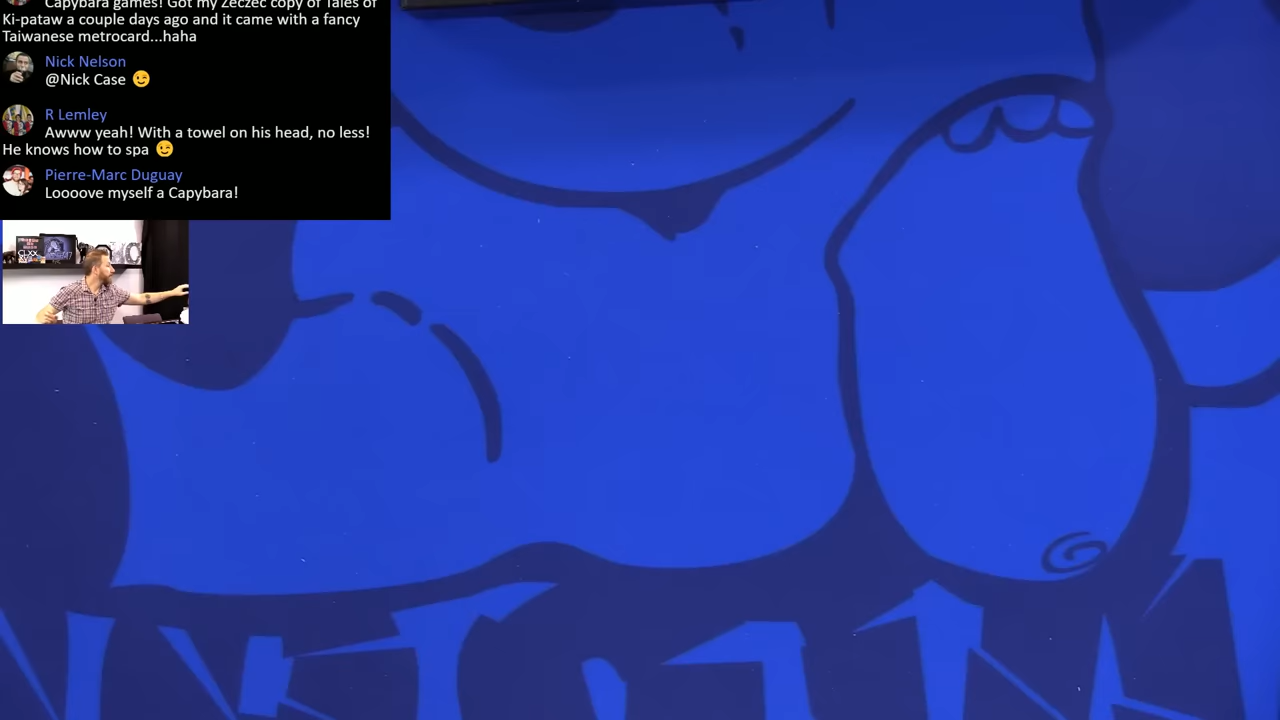 Capybara games! Got my Zeczec copy of Tales of
Ki-pataw a couple days ago and it came with a fancy
Taiwanese metrocard...haha
Nick Nelson
@Nick Case 😉
R Lemley
Awww yeah! With a towel on his head, no less!
He knows how to spa 😉
Pierre-Marc Duguay
Loooove myself a Capybara!
CLXX